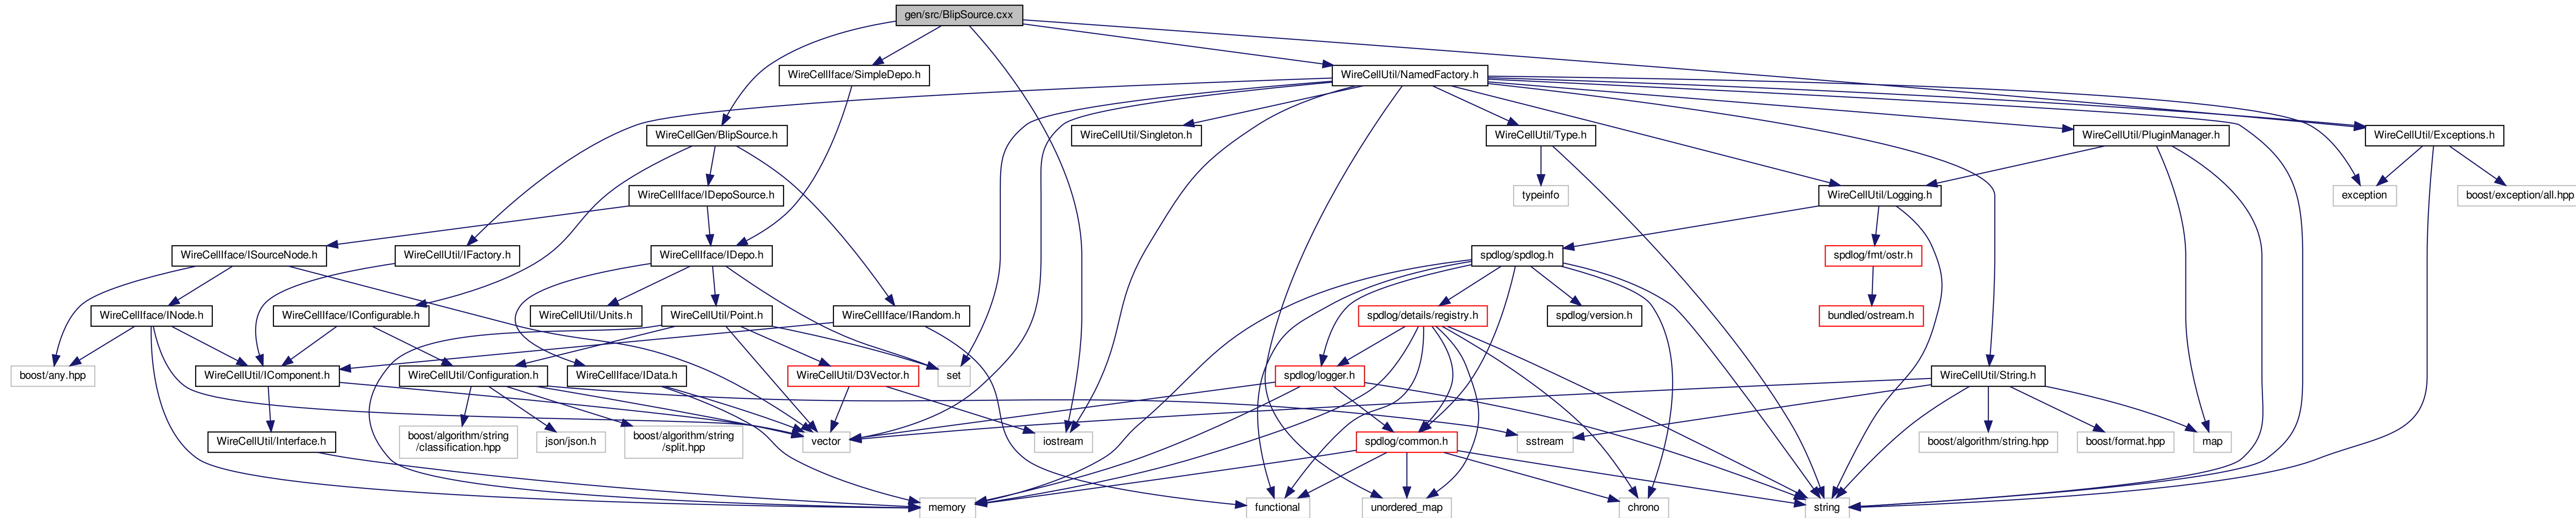 gen/src/BlipSource.cxx
WireCellIface/SimpleDepo.h
WireCellUtil/NamedFactory.h
WireCellGen/BlipSource.h
WireCellUtil/Singleton.h
WireCellUtil/Type.h
WireCellUtil/PluginManager.h
WireCellUtil/Exceptions.h
WireCellIface/IDepoSource.h
typeinfo
WireCellUtil/Logging.h
exception
boost/exception/all.hpp
WireCellIface/ISourceNode.h
WireCellUtil/IFactory.h
WireCellIface/IDepo.h
spdlog/spdlog.h
spdlog/fmt/ostr.h
WireCellIface/INode.h
WireCellIface/IConfigurable.h
WireCellUtil/Units.h
WireCellUtil/Point.h
WireCellIface/IRandom.h
spdlog/details/registry.h
spdlog/version.h
bundled/ostream.h
boost/any.hpp
WireCellUtil/IComponent.h
WireCellUtil/Configuration.h
WireCellIface/IData.h
WireCellUtil/D3Vector.h
set
spdlog/logger.h
WireCellUtil/String.h
WireCellUtil/Interface.h
boost/algorithm/string
/classification.hpp
json/json.h
boost/algorithm/string
/split.hpp
vector
iostream
spdlog/common.h
sstream
boost/algorithm/string.hpp
boost/format.hpp
map
memory
functional
unordered_map
chrono
string